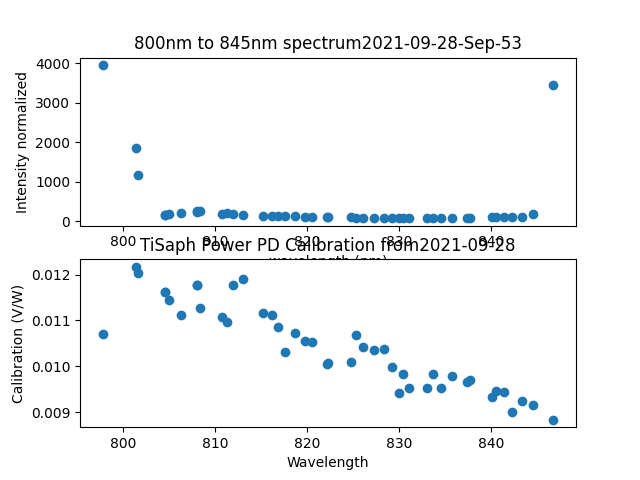 800nm to 845nm spectrum2021-09-28-Sep-53
Intensity normalized
4000
3000
2000
1000
0
800 810 820 830 840
wavelength (nm)
TiSaph Power PD Calibration from2021-09-28
Calibration (V/W)
0.012
0.011
0.010
0.009
800 810 820 830 840
Wavelength